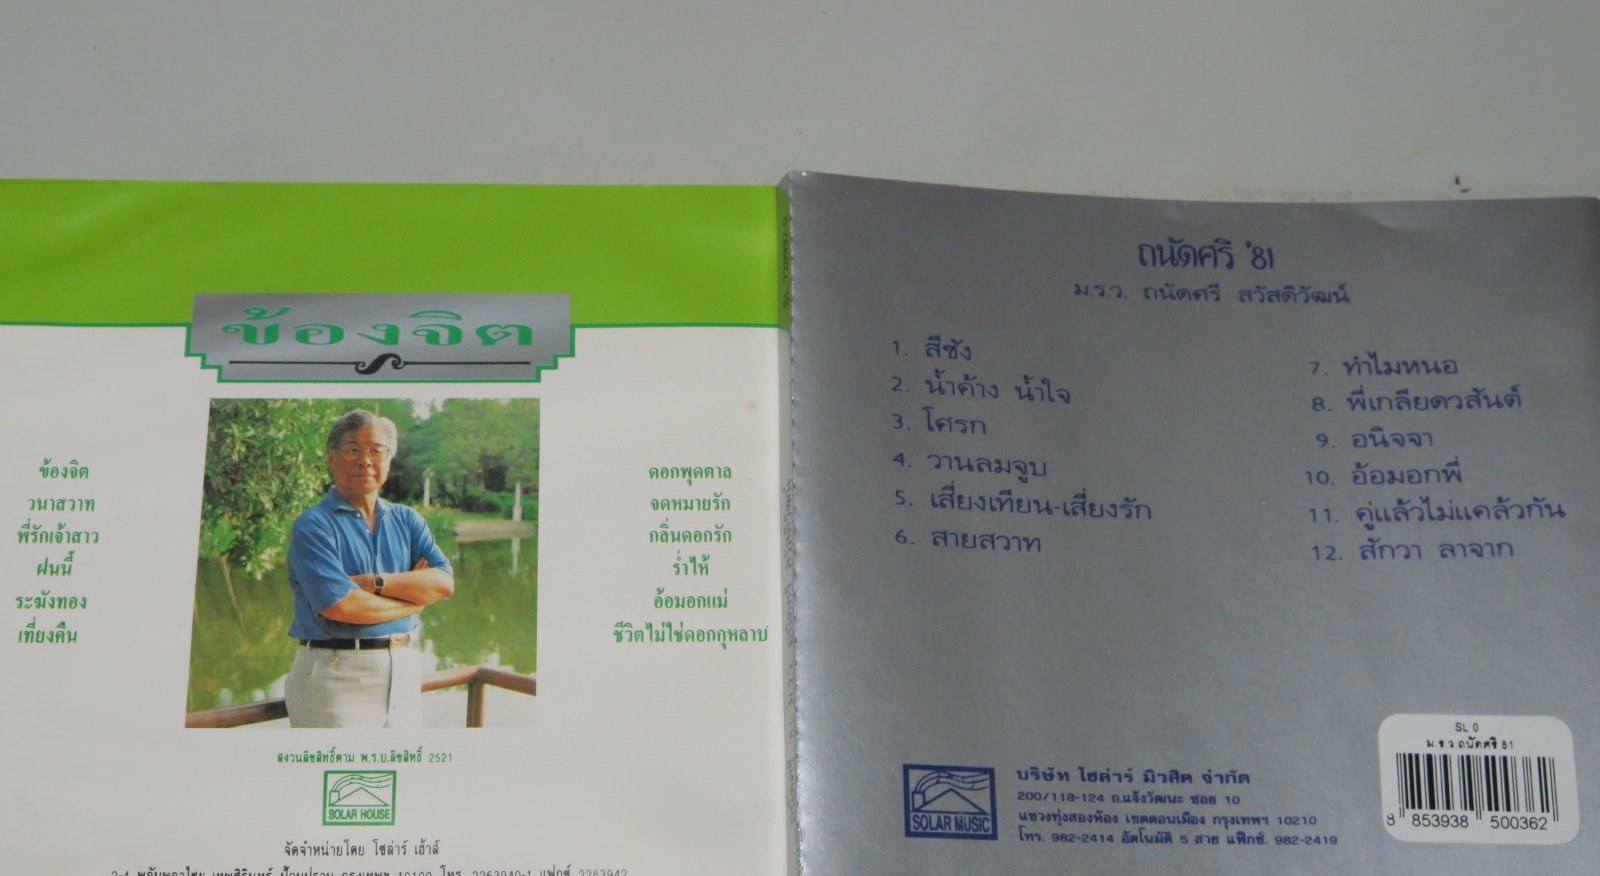 ข้องจิต
ข้องจิต
วนาสวาท
พี่รักเจ้าสาว
ฝนนี้
ระฆังทอง
เที่ยงคืน
ดอกพุดตาล
จดหมายรัก
กลิ่นดอกรัก
ร่ำไห้
อ้อมอกแม่
ชีวิตไม่ใช่ดอกกุหลาบ
สงวนลิขสิทธิ์ตาม พ.ร.บ.ลิขสิทธิ์ 2521
SOLAR HOUSE
จัดจำหน่ายโดย โซล่าร์ เฮ้าส์
กรุงเทพฯ 10100 โทร. 2263940-1 แฟกซ์ 2263942
ถนัดศรี '81
ม.ร.ว. ถนัดศรี สวัสดิวัฒน์
1. สีชัง
2. น้ำค้าง น้ำใจ
3. โศรก
4. วานลมจูบ
5. เสี่ยงเทียน-เสี่ยงรัก
6. สายสวาท
7. ทำไมหนอ
8. พี่เกลียดวสันต์
9. อนิจจา
10. อ้อมอกพี่
11. คู่แล้วไม่แคล้วกัน
12. สักวา ลาจาก
SOLAR MUSIC
บริษัท โซล่าร์ มิวสิค จำกัด
200/118-124 ถ.แจ้งวัฒนะ ซอย 10
แขวงทุ่งสองห้อง เขตดอนเมือง กรุงเทพฯ 10210
โทร. 982-2414 อัตโนมัติ 5 สาย แฟ๊กซ์. 982-2419
SL 0
ม.ร.ว.ถนัดศรี 81
8 853938 500362